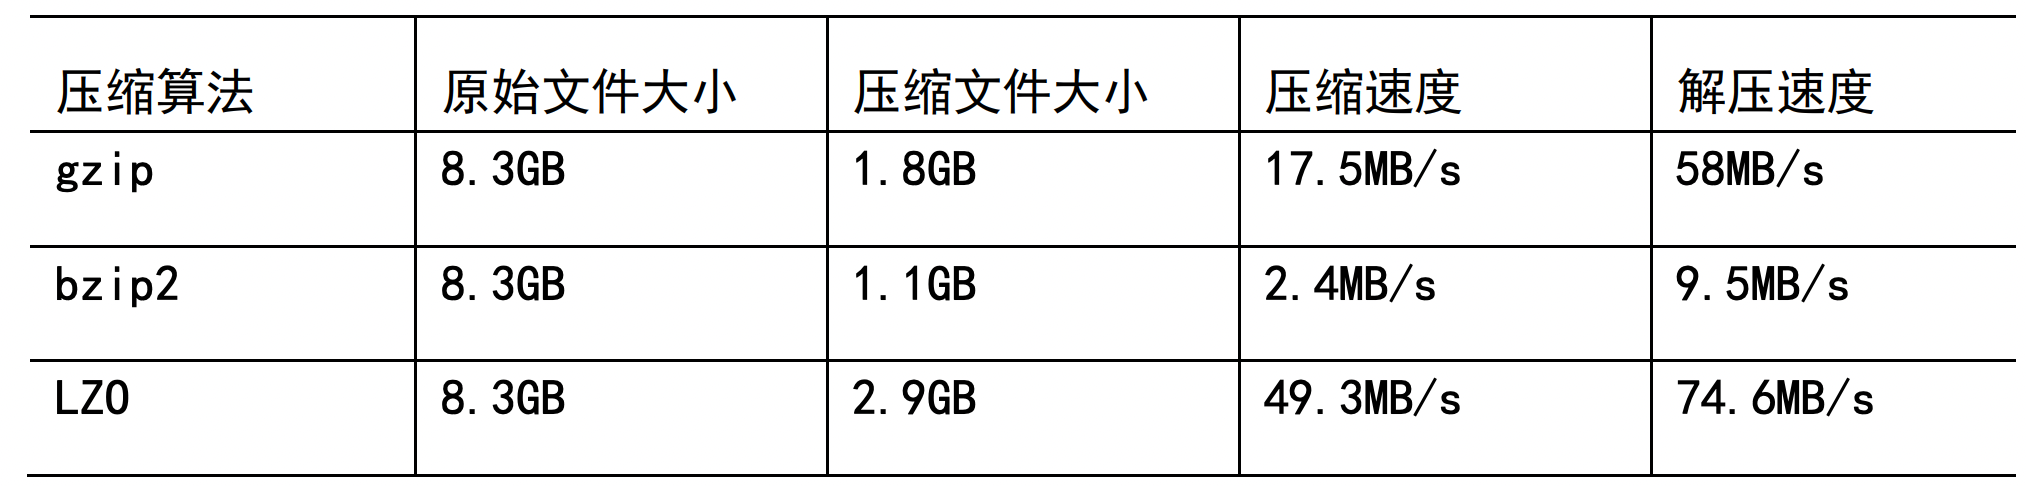 压缩算法 原始文件大小 压缩文件大小 压缩速度 解压速度
gzip 8.3GB 1.8GB 17.5MB/s 58MB/s
bzip2 8.3GB 1.1GB 2.4MB/s 9.5MB/s
LZO 8.3GB 2.9GB 49.3MB/s 74.6MB/s